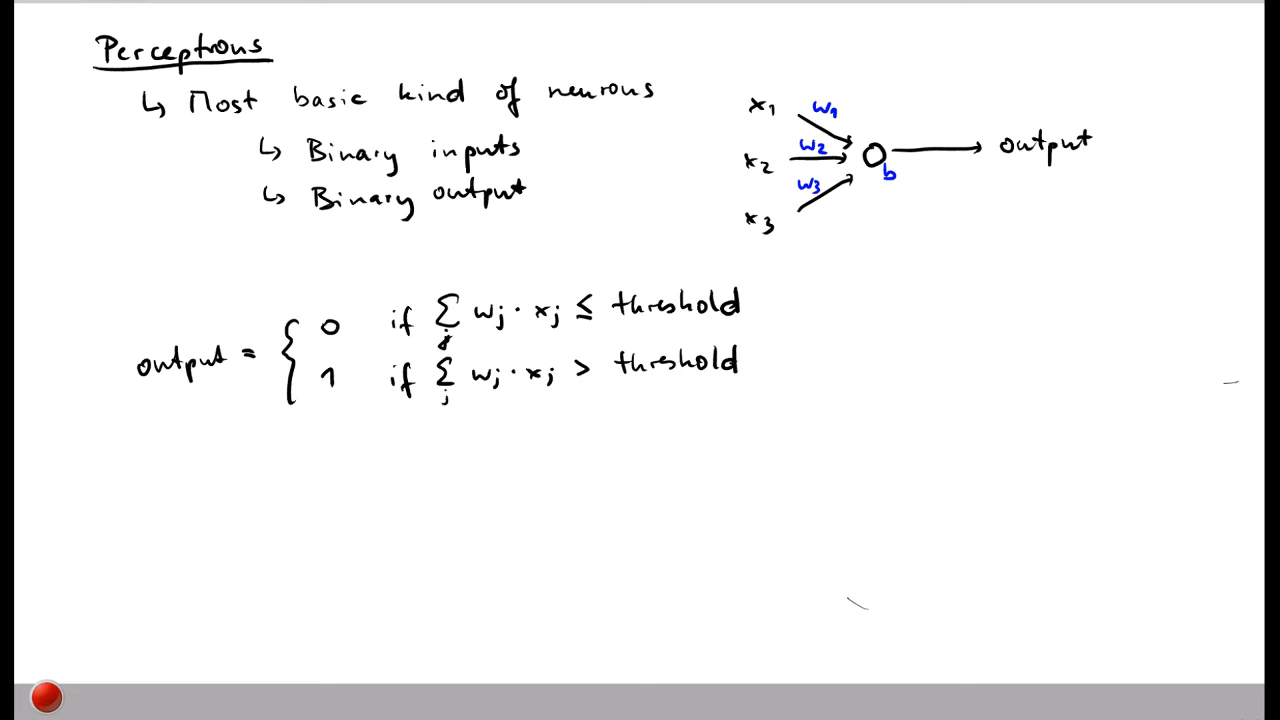 Perceptrons
↳ Most basic kind of neurons
↳ Binary inputs
↳ Binary output
x₁ w₁
x₂ w₂ b output
x₃ w₃
output = { 0 if Σⱼ wⱼ · xⱼ ≤ threshold
1 if Σⱼ wⱼ · xⱼ > threshold